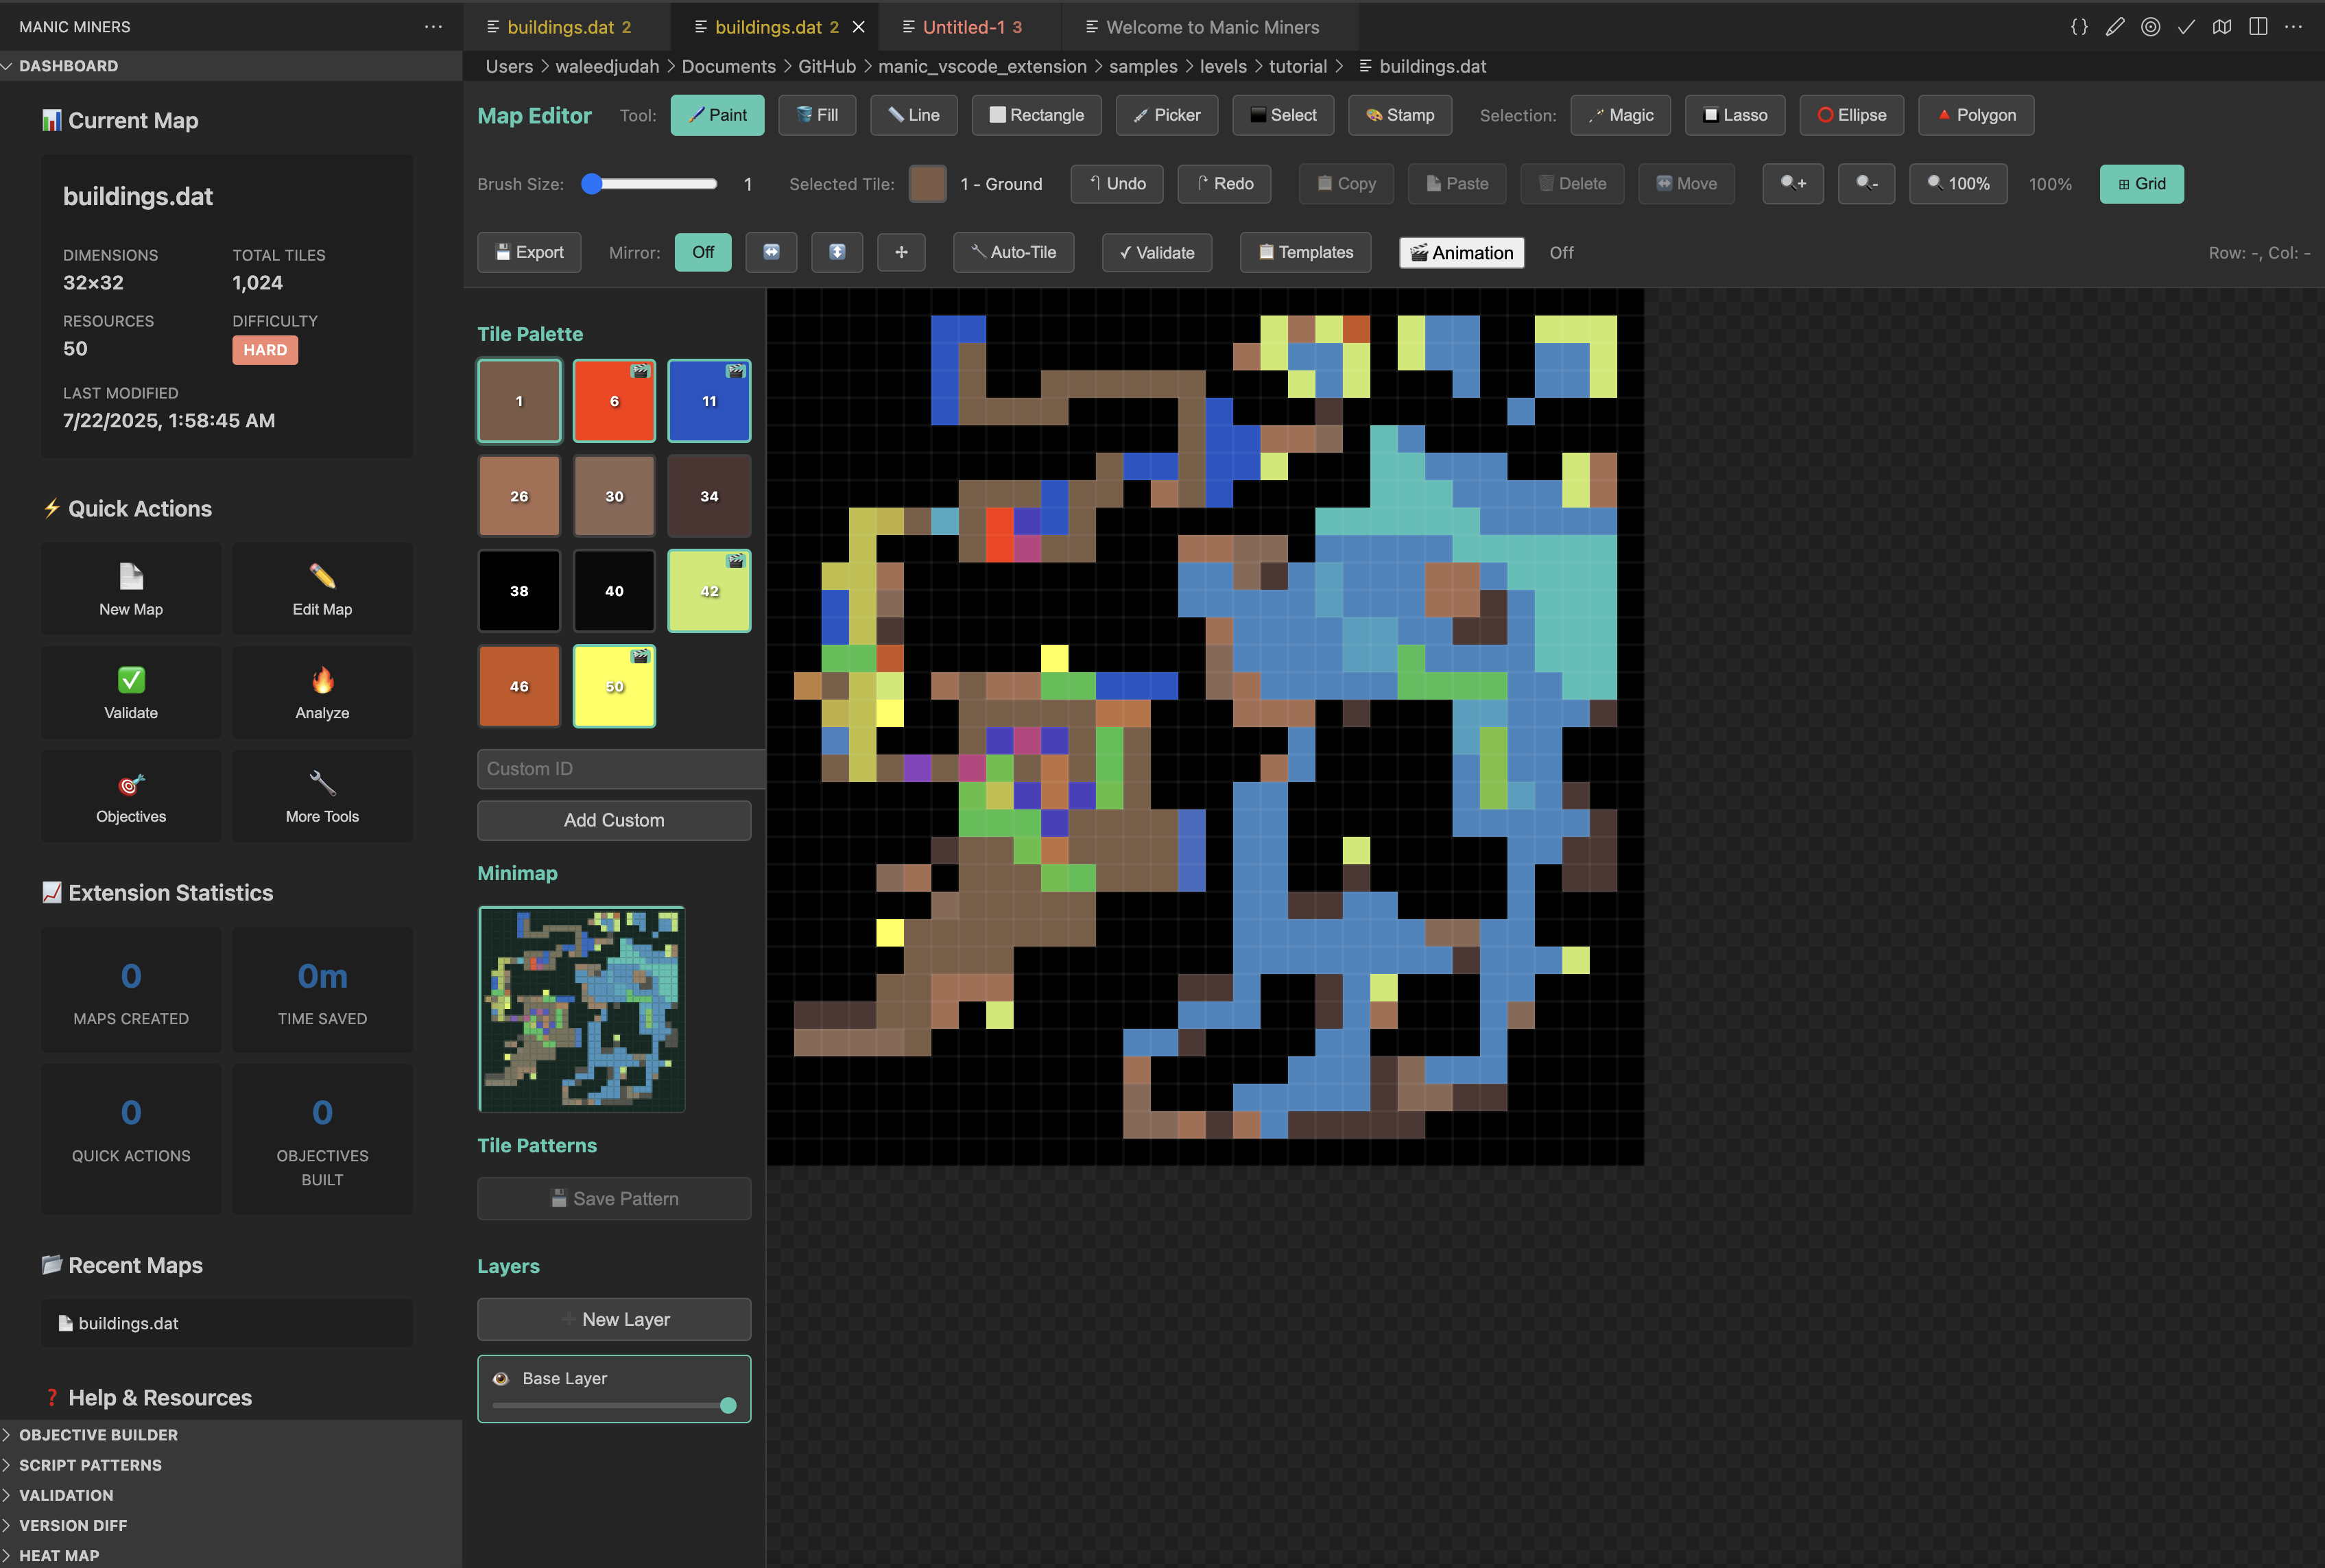 MANIC MINERS
buildings.dat 2
buildings.dat 2
Untitled-1 3
Welcome to Manic Miners
DASHBOARD
Users > waleedjudah > Documents > GitHub > manic_vscode_extension > samples > levels > tutorial > buildings.dat
Current Map
buildings.dat
DIMENSIONS
32×32
TOTAL TILES
1,024
RESOURCES
50
DIFFICULTY
HARD
LAST MODIFIED
7/22/2025, 1:58:45 AM
Quick Actions
New Map
Edit Map
Validate
Analyze
Objectives
More Tools
Extension Statistics
0
MAPS CREATED
0m
TIME SAVED
0
QUICK ACTIONS
0
OBJECTIVES
BUILT
Recent Maps
buildings.dat
Help & Resources
OBJECTIVE BUILDER
SCRIPT PATTERNS
VALIDATION
VERSION DIFF
HEAT MAP
Map Editor
Tool:
Paint
Fill
Line
Rectangle
Picker
Select
Stamp
Selection:
Magic
Lasso
Ellipse
Polygon
Brush Size:
1
Selected Tile:
1 - Ground
Undo
Redo
Copy
Paste
Delete
Move
+
-
100%
100%
Grid
Export
Mirror:
Off
Auto-Tile
Validate
Templates
Animation
Off
Row: -, Col: -
Tile Palette
1
6
11
26
30
34
38
40
42
46
50
Custom ID
Add Custom
Minimap
Tile Patterns
Save Pattern
Layers
New Layer
Base Layer